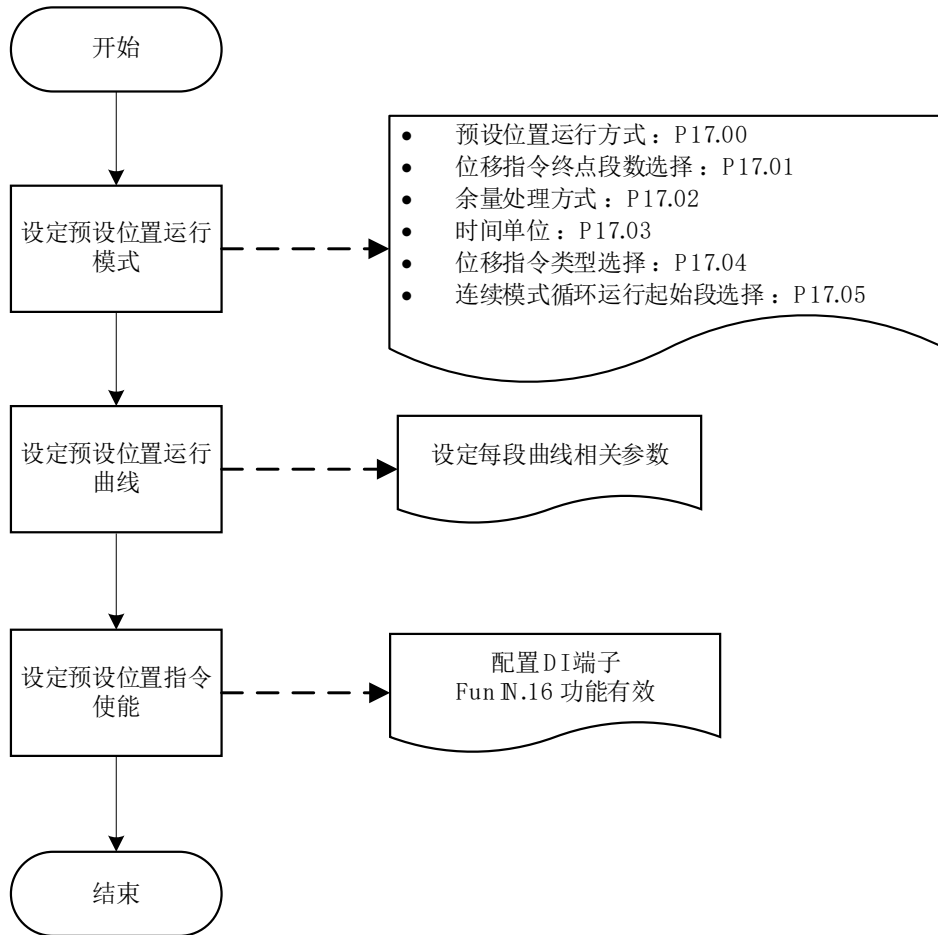 开始
设定预设位置运行
模式
• 预设位置运行方式：P17.00
• 位移指令终点段数选择：P17.01
• 余量处理方式：P17.02
• 时间单位：P17.03
• 位移指令类型选择：P17.04
• 连续模式循环运行起始段选择：P17.05
设定预设位置运行
曲线
设定每段曲线相关参数
设定预设位置指令
使能
配置DI端子
FunIN.16 功能有效
结束